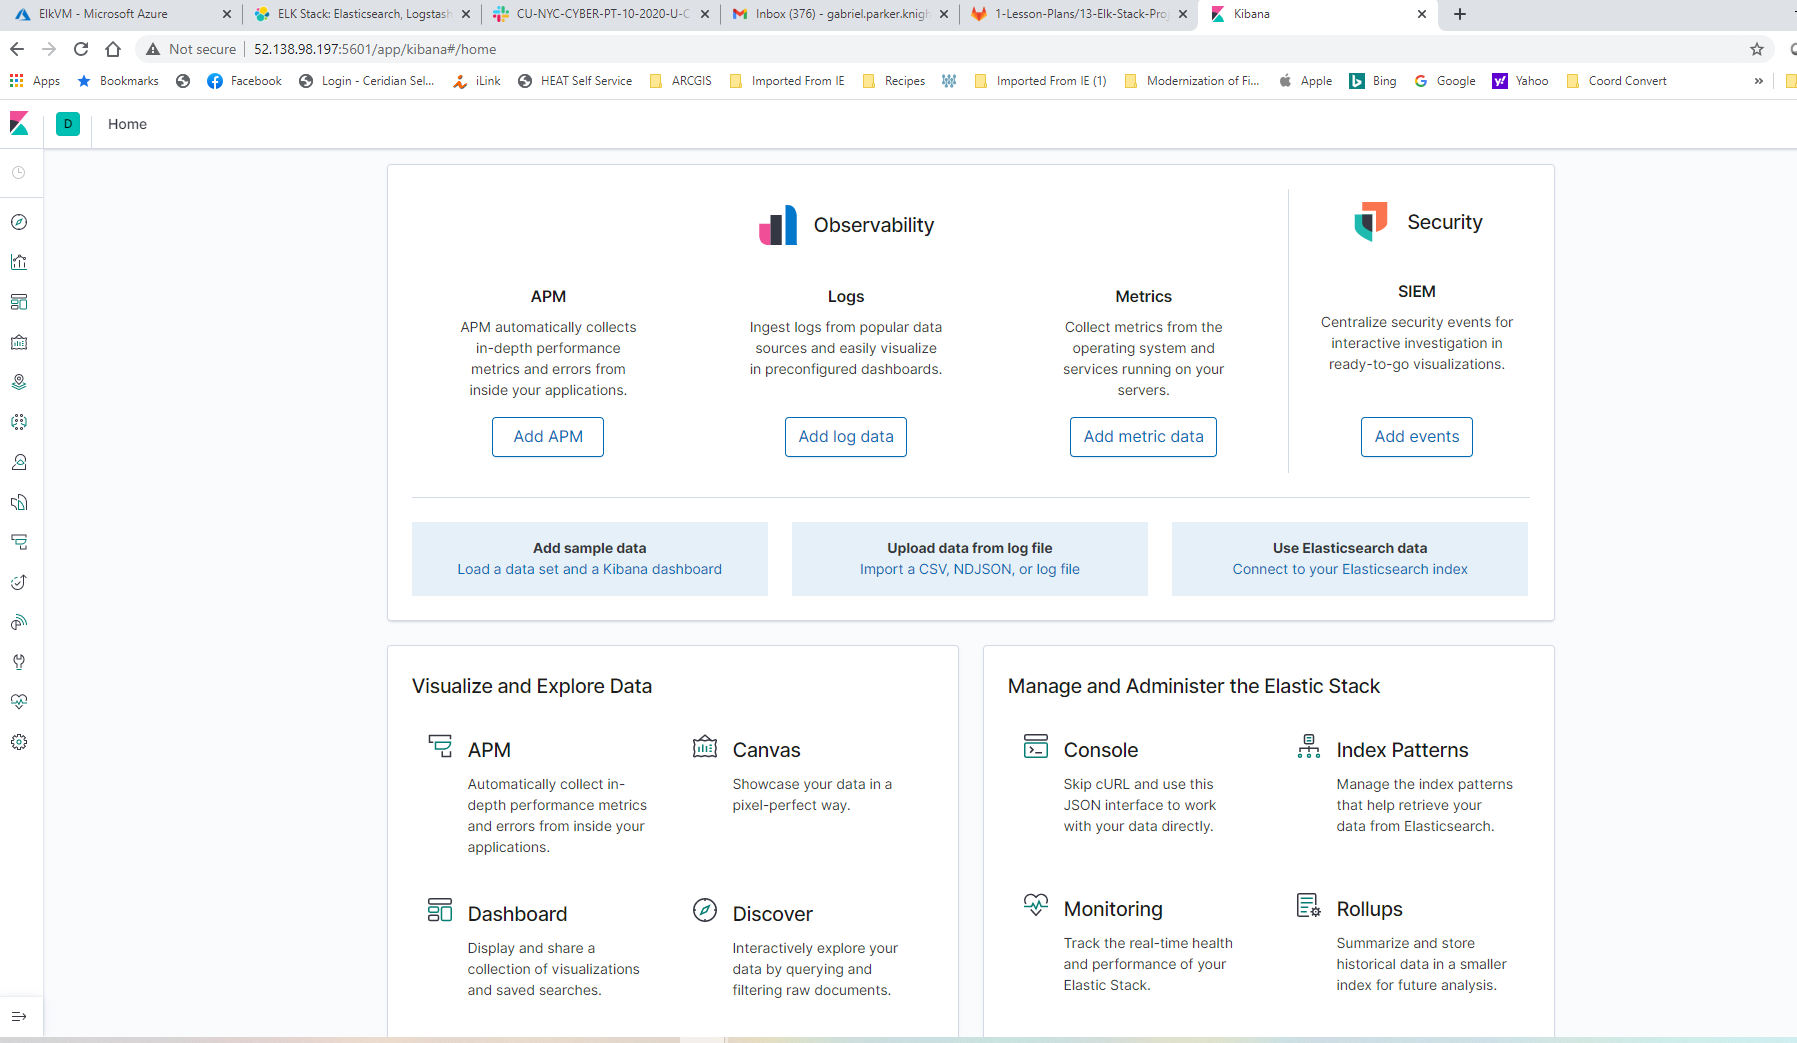 ElkVM - Microsoft Azure
ELK Stack: Elasticsearch, Logstash
CU-NYC-CYBER-PT-10-2020-U-C
Inbox (376) - gabriel.parker.knigh
1-Lesson-Plans/13-Elk-Stack-Proj
Kibana
Not secure
52.138.98.197:5601/app/kibana#/home
Apps
Bookmarks
Facebook
Login - Ceridian Sel...
iLink
HEAT Self Service
ARCGIS
Imported From IE
Recipes
Imported From IE (1)
Modernization of Fi...
Apple
Bing
Google
Yahoo
Coord Convert
D
Home
Observability
Security
APM
APM automatically collects
in-depth performance
metrics and errors from
inside your applications.
Add APM
Logs
Ingest logs from popular data
sources and easily visualize
in preconfigured dashboards.
Add log data
Metrics
Collect metrics from the
operating system and
services running on your
servers.
Add metric data
SIEM
Centralize security events for
interactive investigation in
ready-to-go visualizations.
Add events
Add sample data
Load a data set and a Kibana dashboard
Upload data from log file
Import a CSV, NDJSON, or log file
Use Elasticsearch data
Connect to your Elasticsearch index
Visualize and Explore Data
APM
Automatically collect in-
depth performance metrics
and errors from inside your
applications.
Canvas
Showcase your data in a
pixel-perfect way.
Dashboard
Display and share a
collection of visualizations
and saved searches.
Discover
Interactively explore your
data by querying and
filtering raw documents.
Manage and Administer the Elastic Stack
Console
Skip cURL and use this
JSON interface to work
with your data directly.
Index Patterns
Manage the index patterns
that help retrieve your
data from Elasticsearch.
Monitoring
Track the real-time health
and performance of your
Elastic Stack.
Rollups
Summarize and store
historical data in a smaller
index for future analysis.